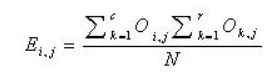 E_{i,j} = \frac{\sum_{k=1}^{c} O_{i,j} \sum_{k=1}^{r} O_{k,j}}{N}